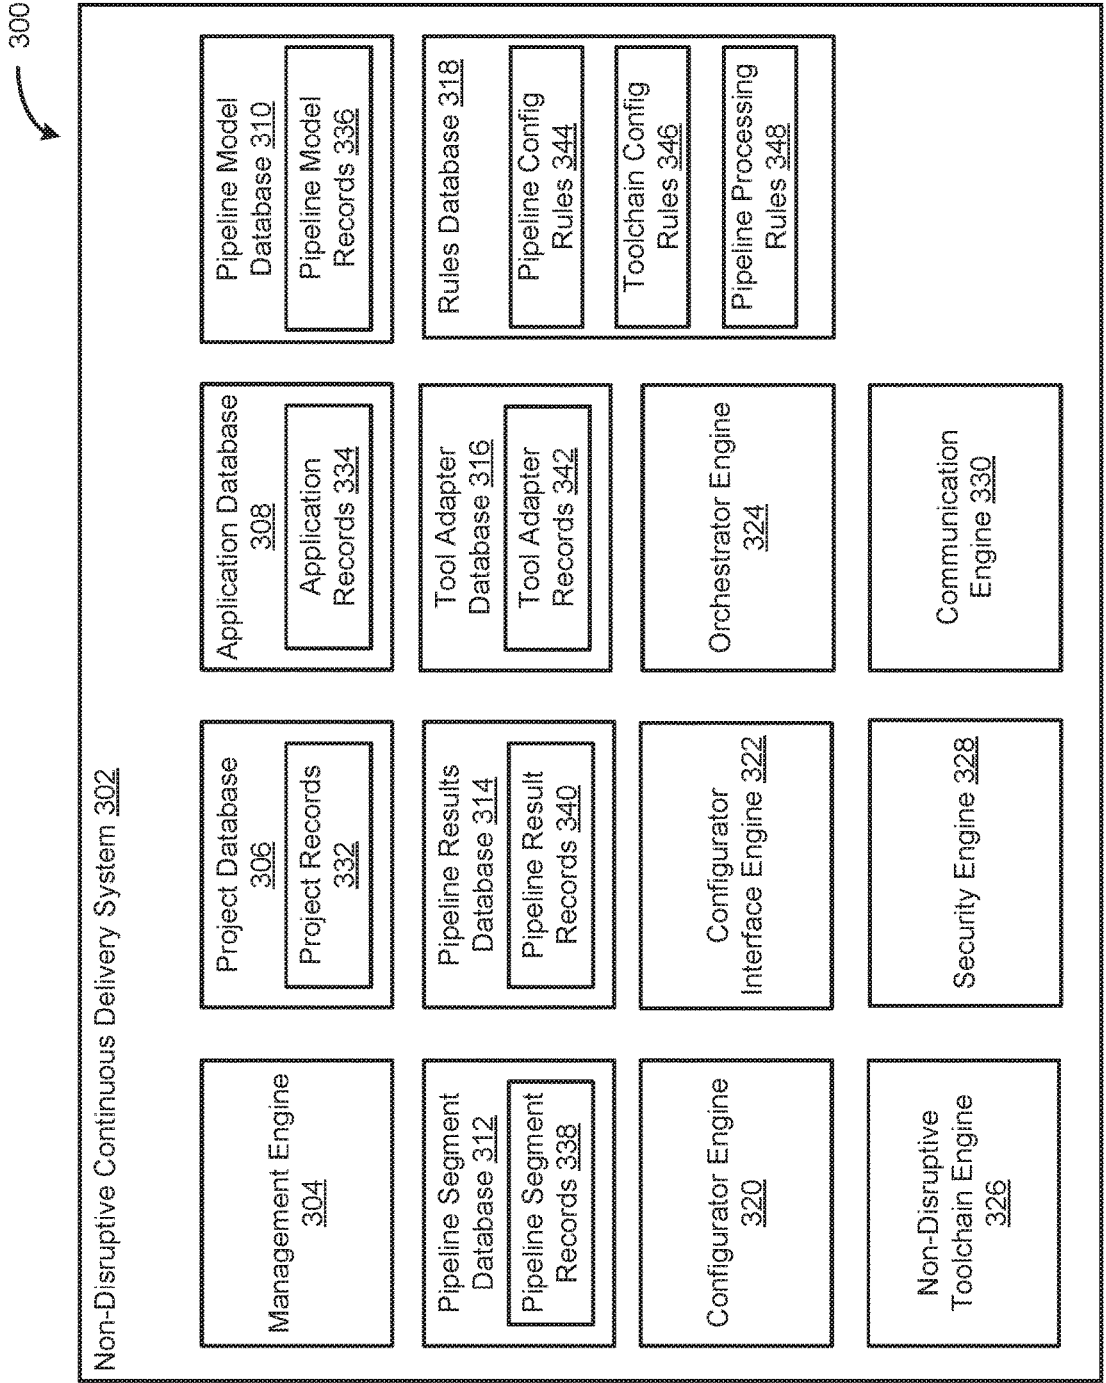 300
Non-Disruptive Continuous Delivery System 302
Management Engine
304
Project Database
306
Project Records
332
Application Database
308
Application
Records 334
Pipeline Model
Database 310
Pipeline Model
Records 336
Pipeline Segment
Database 312
Pipeline Segment
Records 338
Pipeline Results
Database 314
Pipeline Result
Records 340
Tool Adapter
Database 316
Tool Adapter
Records 342
Rules Database 318
Pipeline Config
Rules 344
Toolchain Config
Rules 346
Pipeline Processing
Rules 348
Configurator Engine
320
Configurator
Interface Engine 322
Orchestrator Engine
324
Non-Disruptive
Toolchain Engine
326
Security Engine 328
Communication
Engine 330